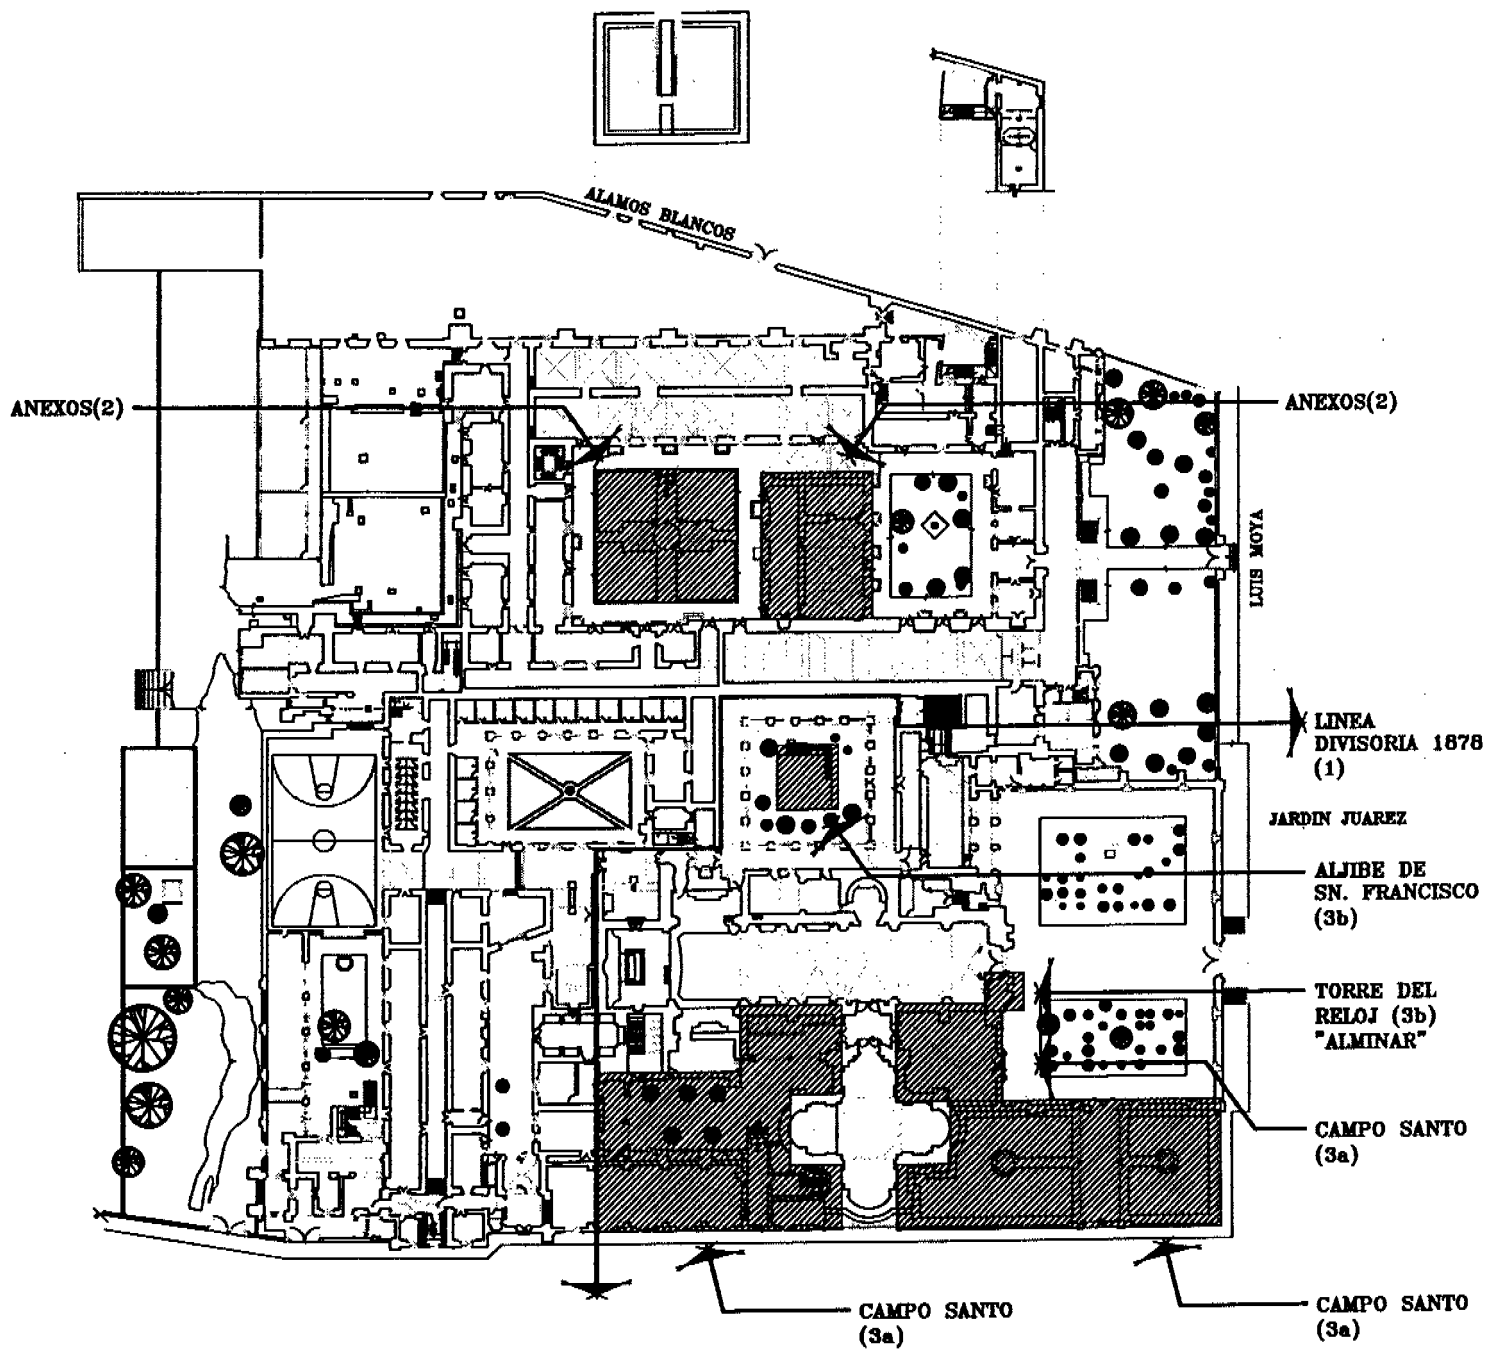 ALAMOS BLANCOS
ANEXOS(2)
ANEXOS(2)
LUIS MOYA
LINEA
DIVISORIA 1878
(1)
JARDIN JUAREZ
ALJIBE DE
SN. FRANCISCO
(3b)
TORRE DEL
RELOJ (3b)
"ALMINAR"
CAMPO SANTO
(3a)
CAMPO SANTO
(3a)
CAMPO SANTO
(3a)